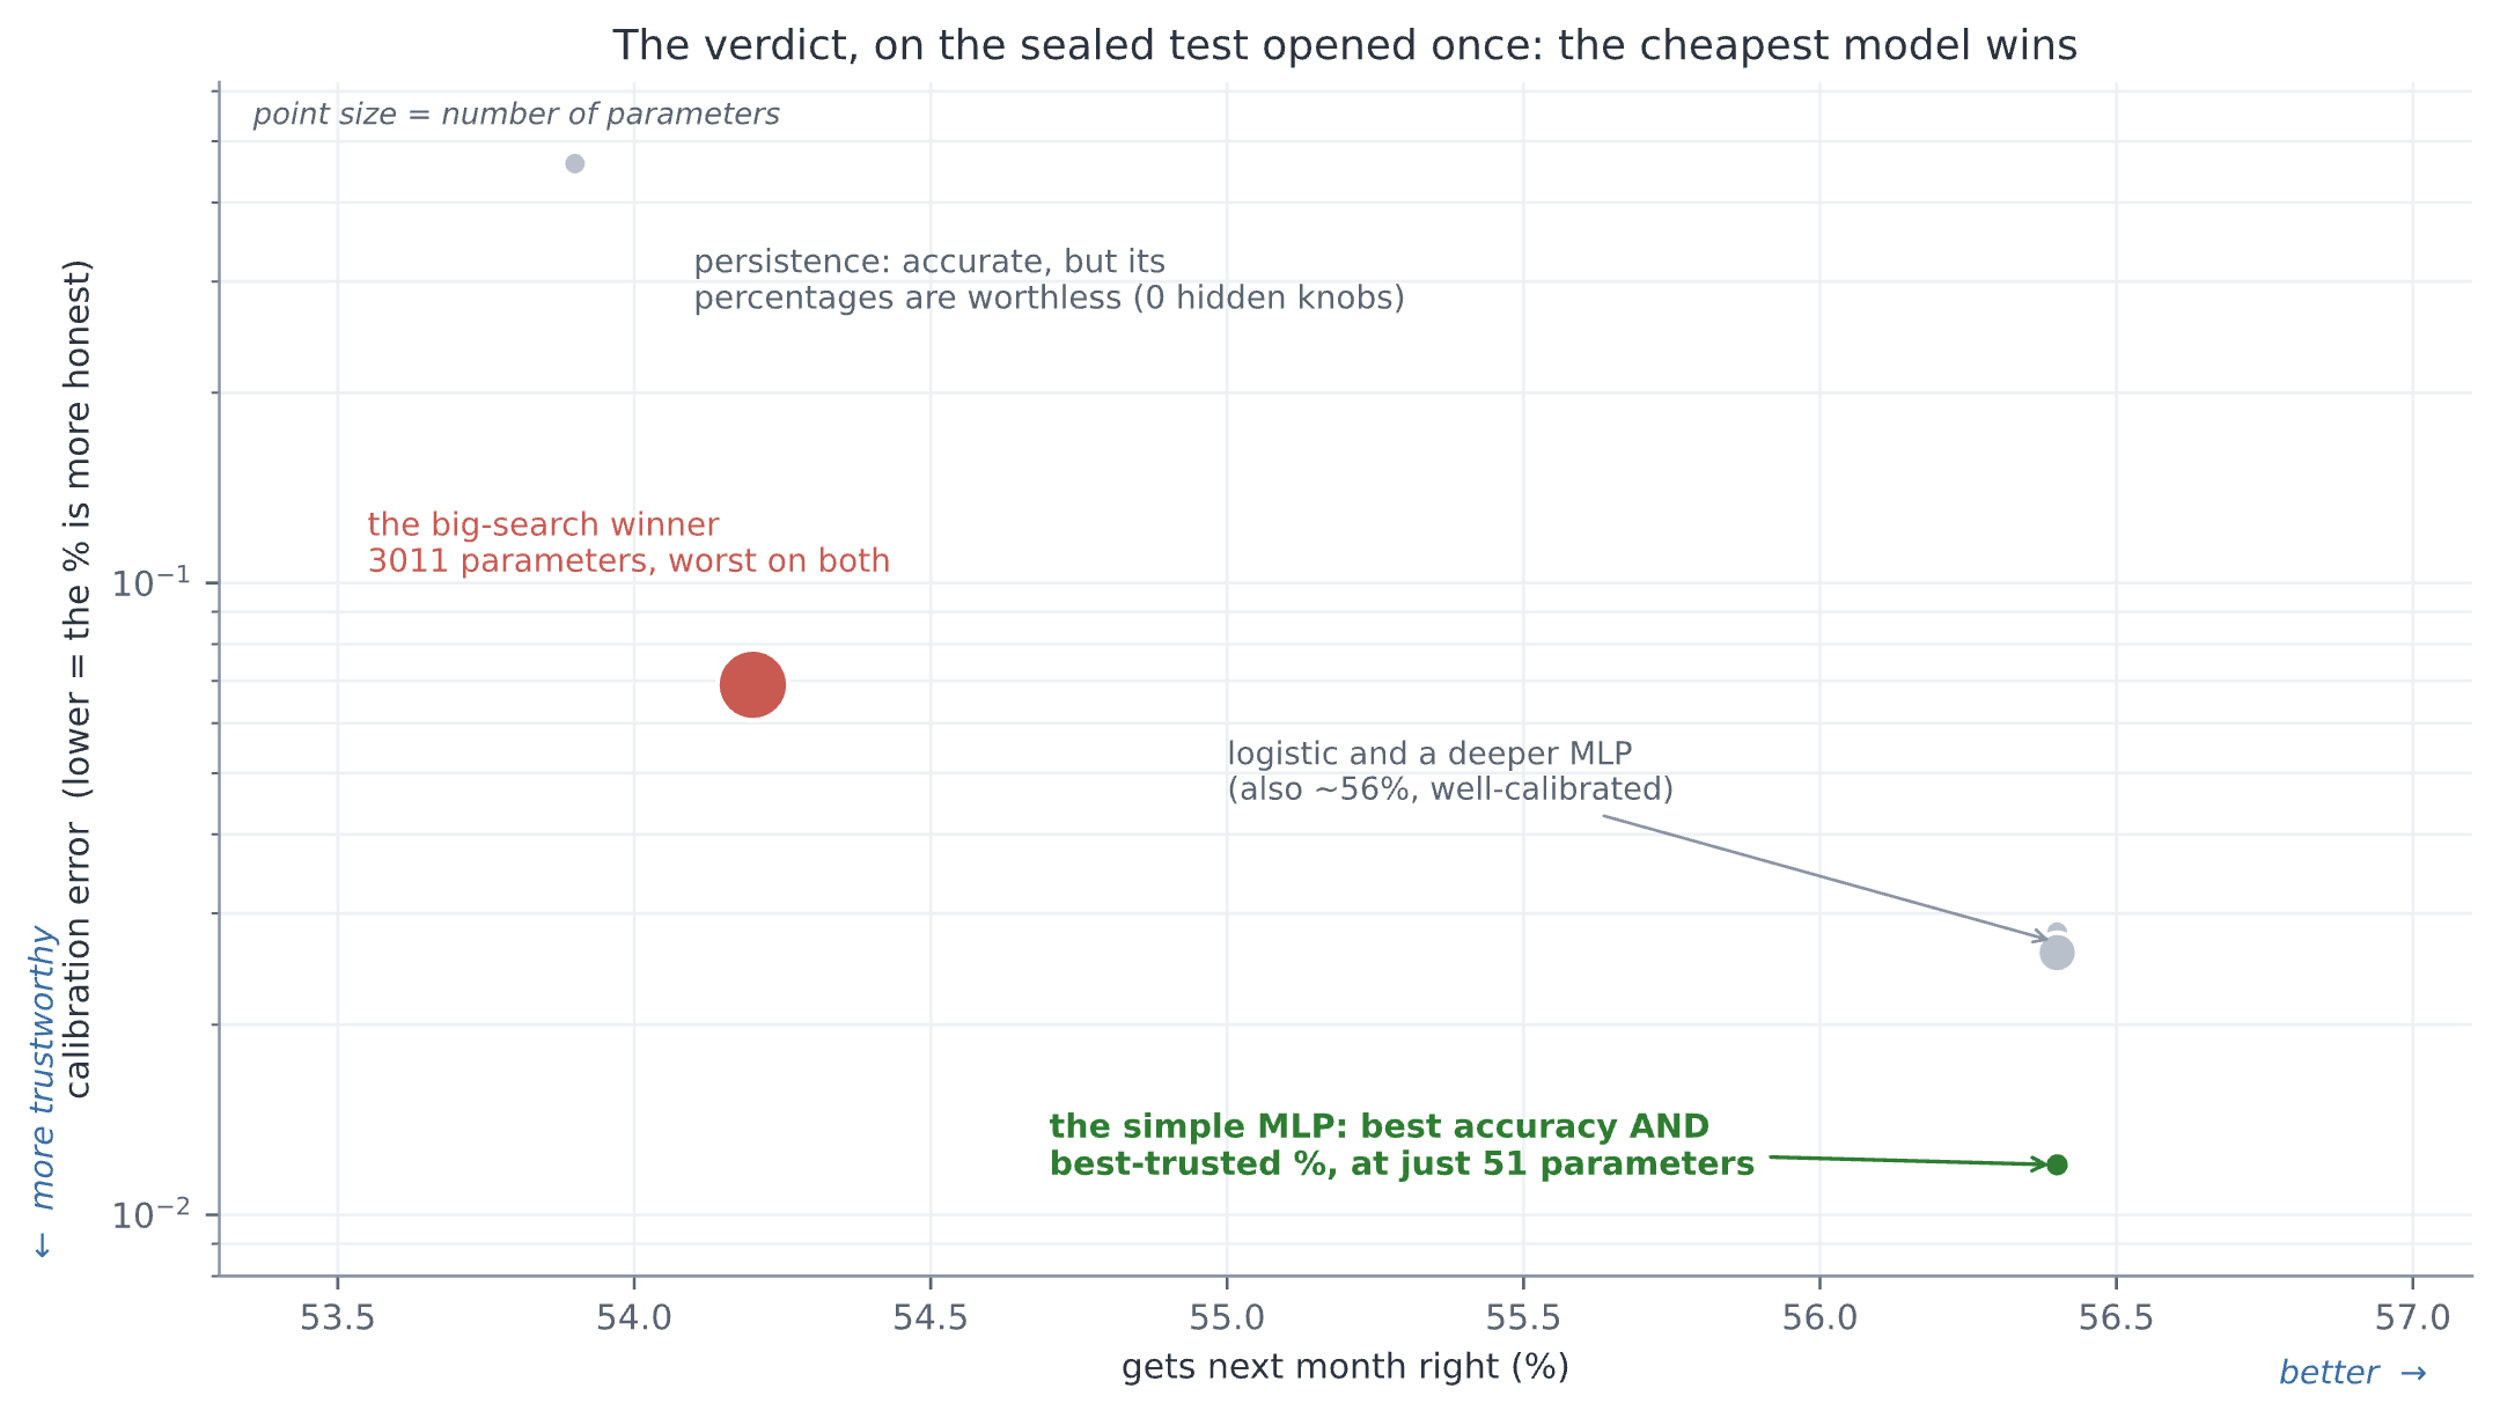 The verdict, on the sealed test opened once: the cheapest model wins
point size = number of parameters
persistence: accurate, but its
percentages are worthless (0 hidden knobs)
the big-search winner
3011 parameters, worst on both
logistic and a deeper MLP
(also ~56%, well-calibrated)
the simple MLP: best accuracy AND
best-trusted %, at just 51 parameters
calibration error (lower = the % is more honest)
← more trustworthy
10⁻¹
10⁻²
53.5 54.0 54.5 55.0 55.5 56.0 56.5 57.0
gets next month right (%)
better →